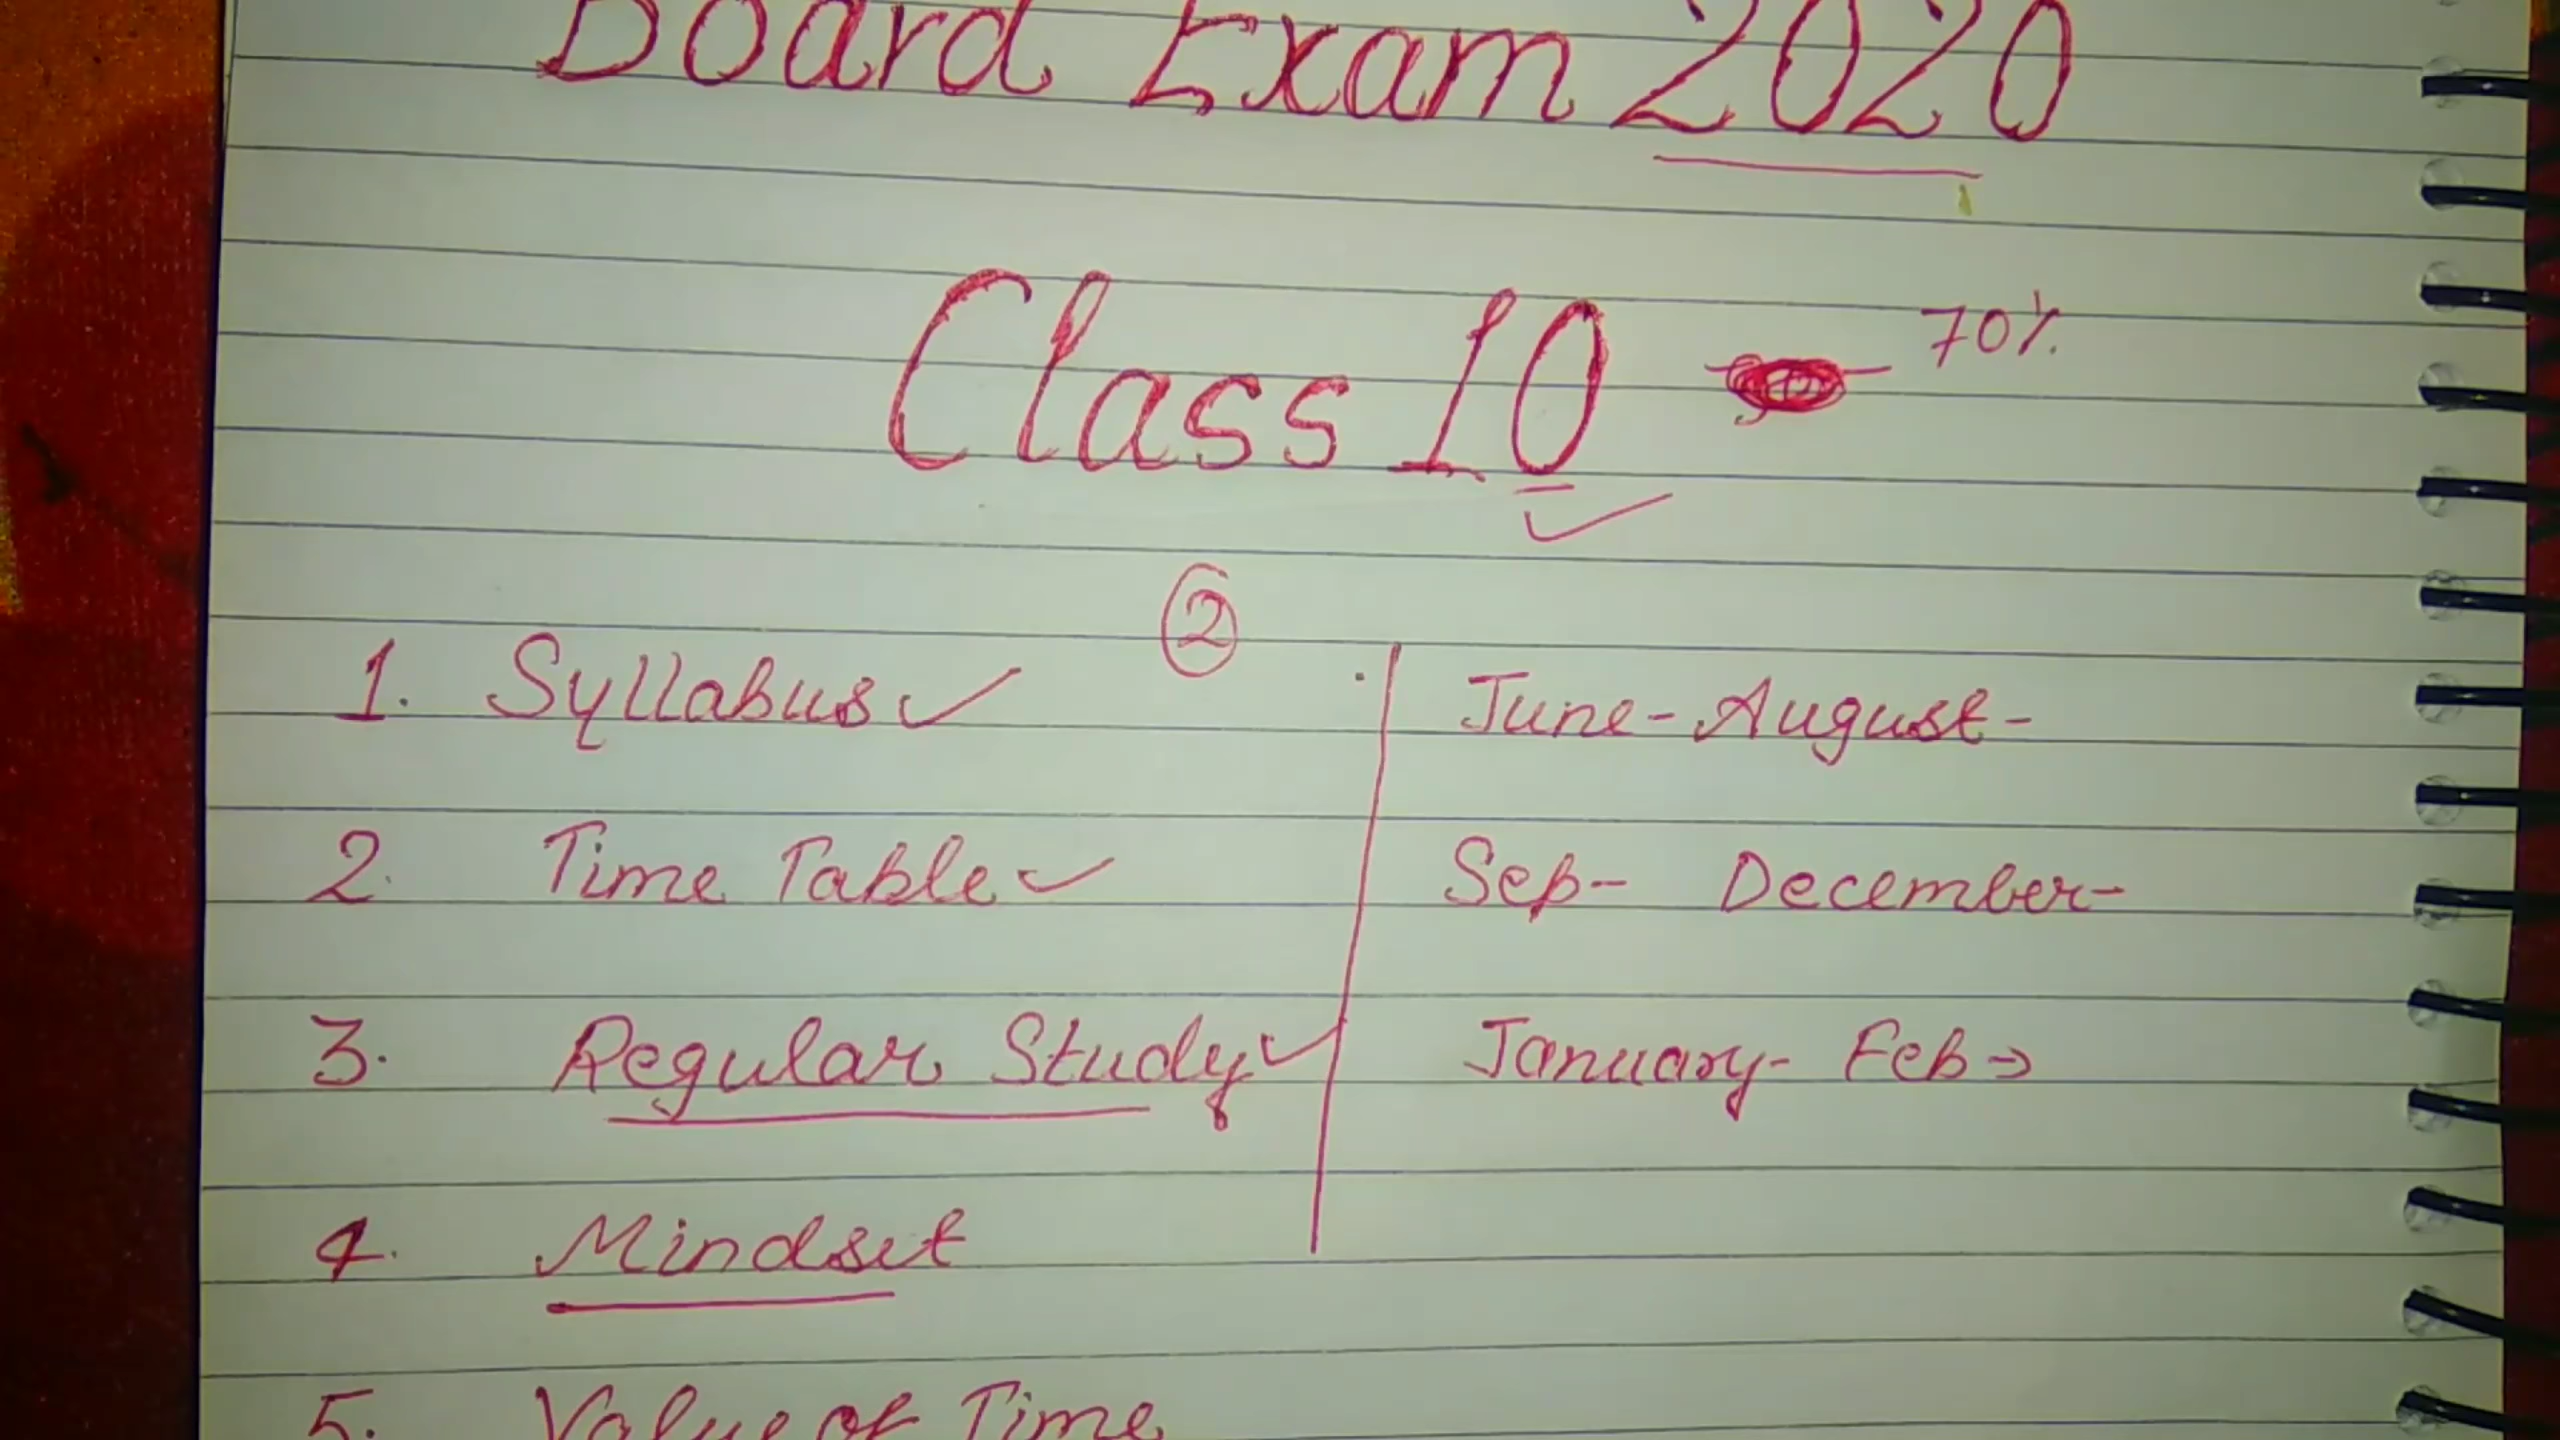 Board Exam 2020
Class 10 70%
2
1. Syllabus
2. Time Table
3. Regular Study
4. Mindset
5. Value of Time
June- August-
Sep- December-
January- Feb→